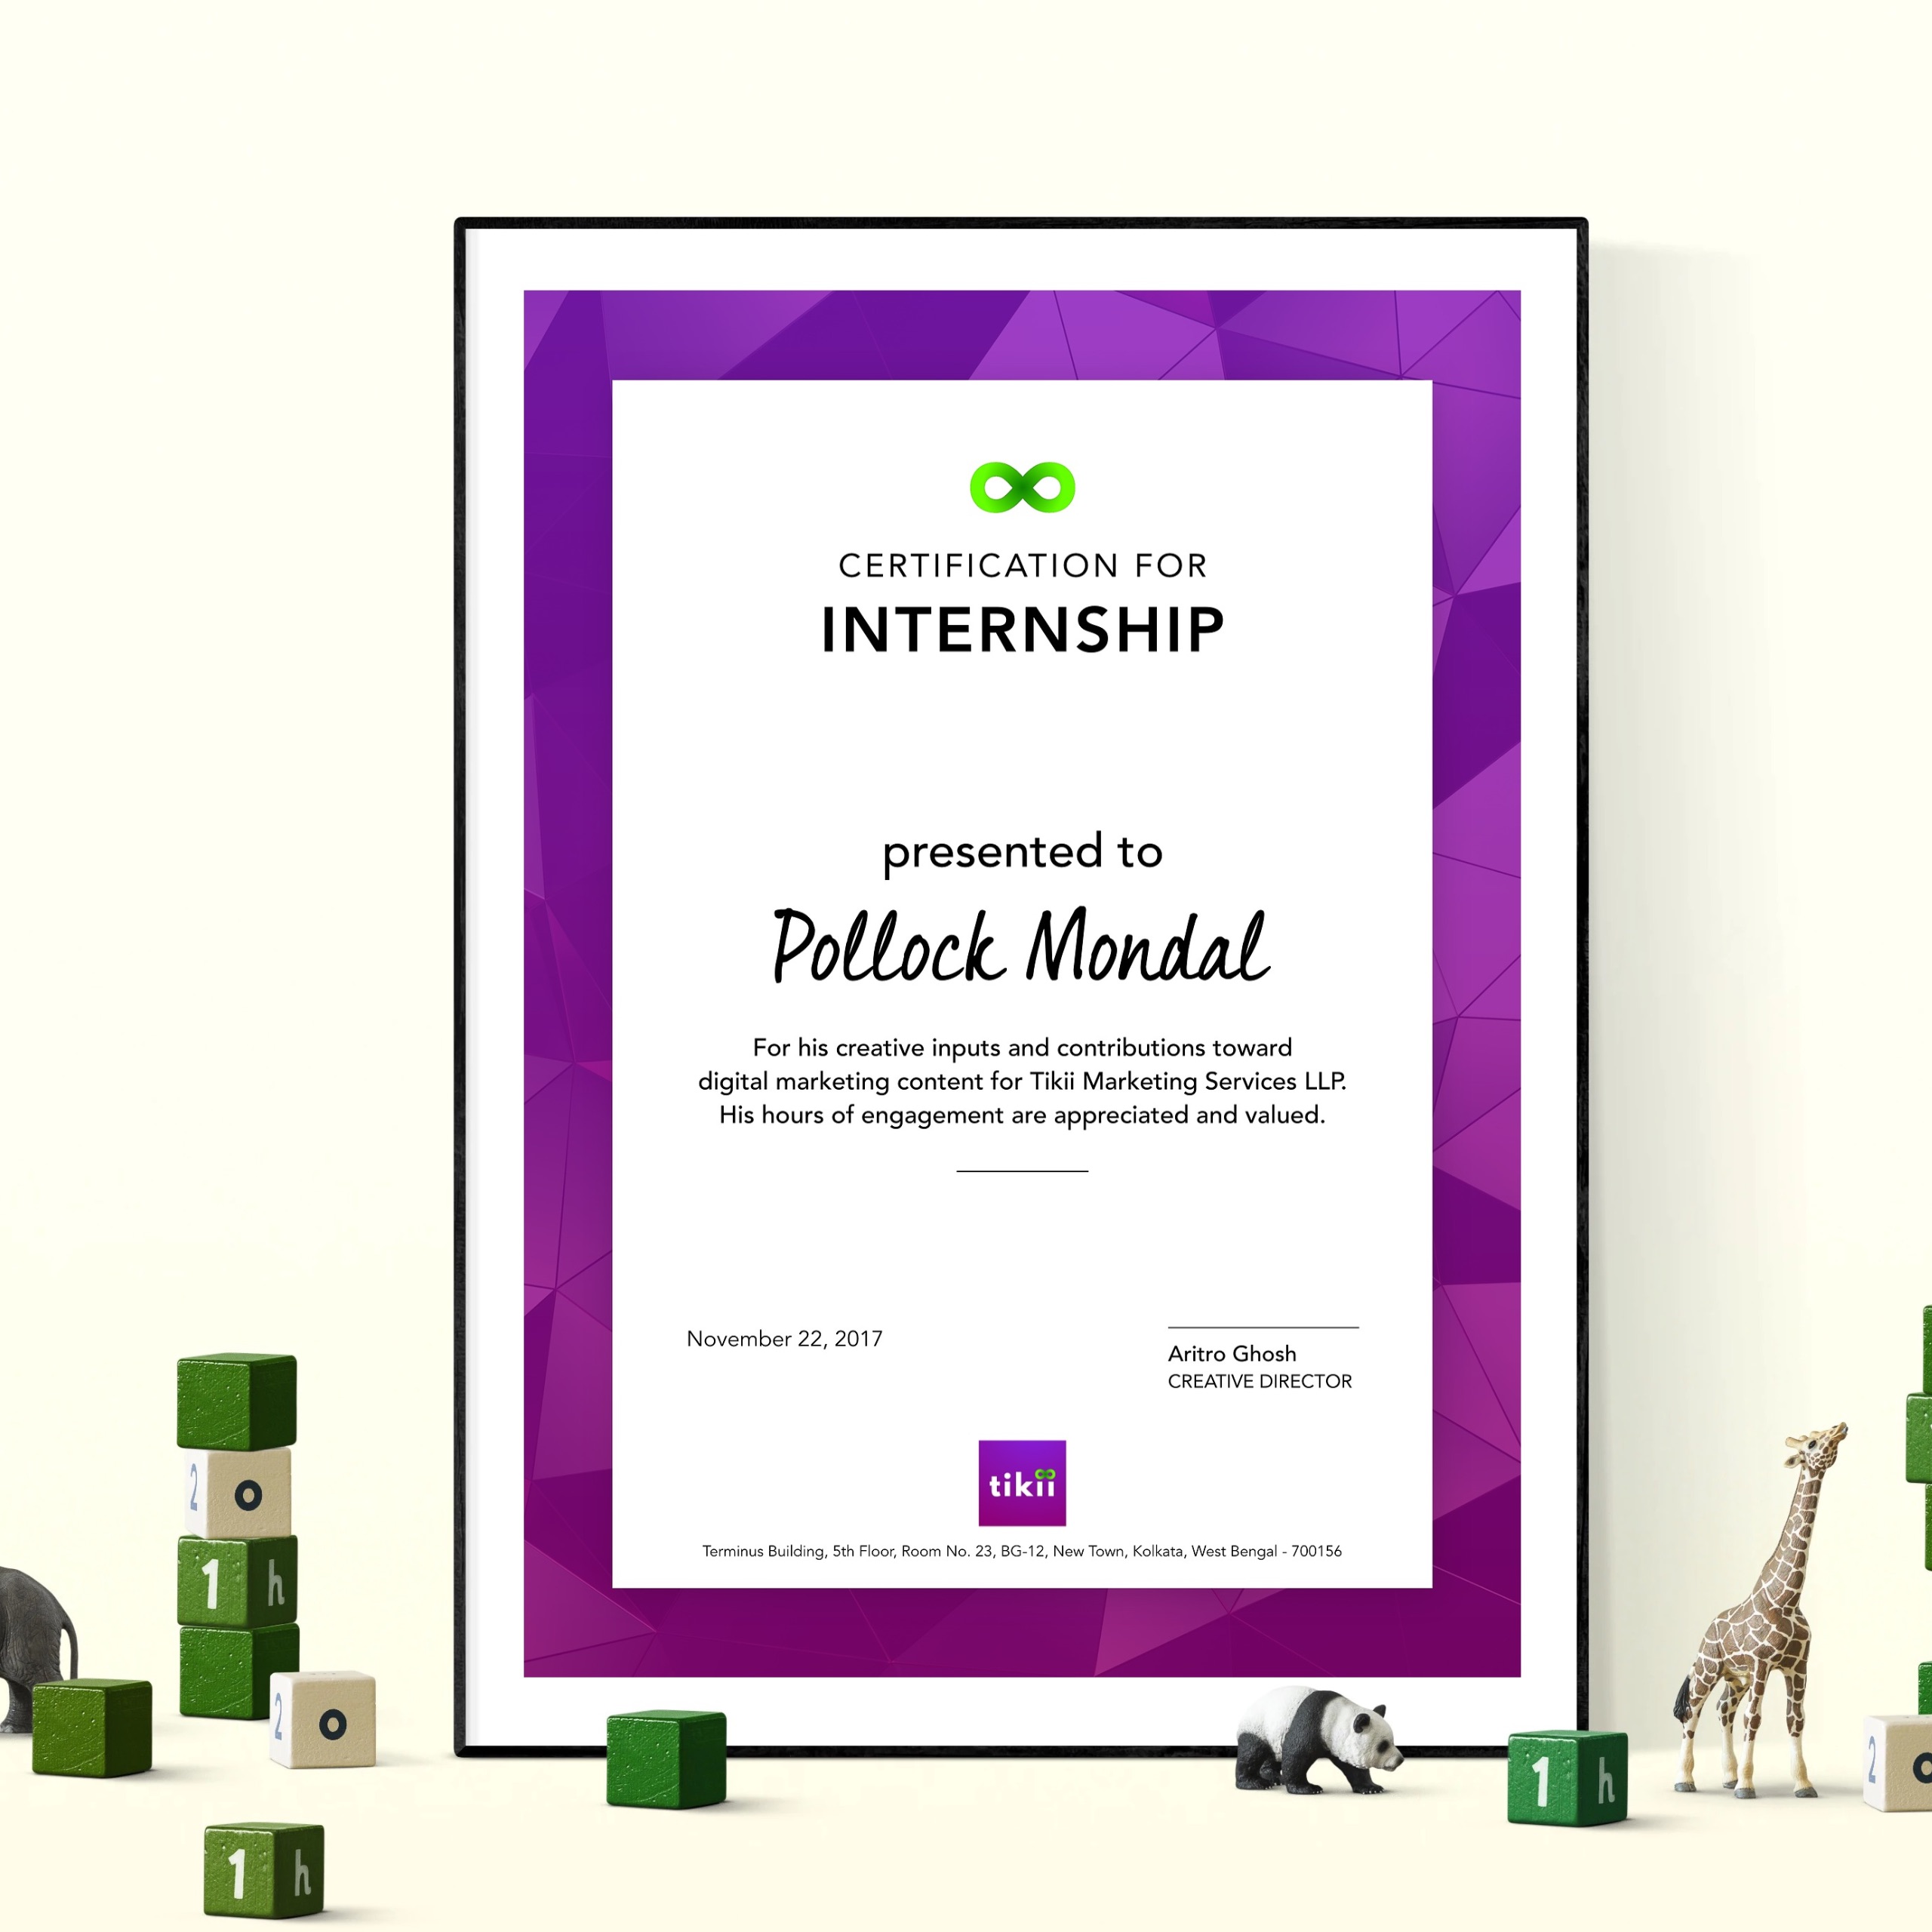 CERTIFICATION FOR
INTERNSHIP
presented to
Pollock Mondal
For his creative inputs and contributions toward
digital marketing content for Tikii Marketing Services LLP.
His hours of engagement are appreciated and valued.
November 22, 2017
Aritro Ghosh
CREATIVE DIRECTOR
tikii
Terminus Building, 5th Floor, Room No. 23, BG-12, New Town, Kolkata, West Bengal - 700156
2 o
1 h
2 o
1 h
1 h
2 o